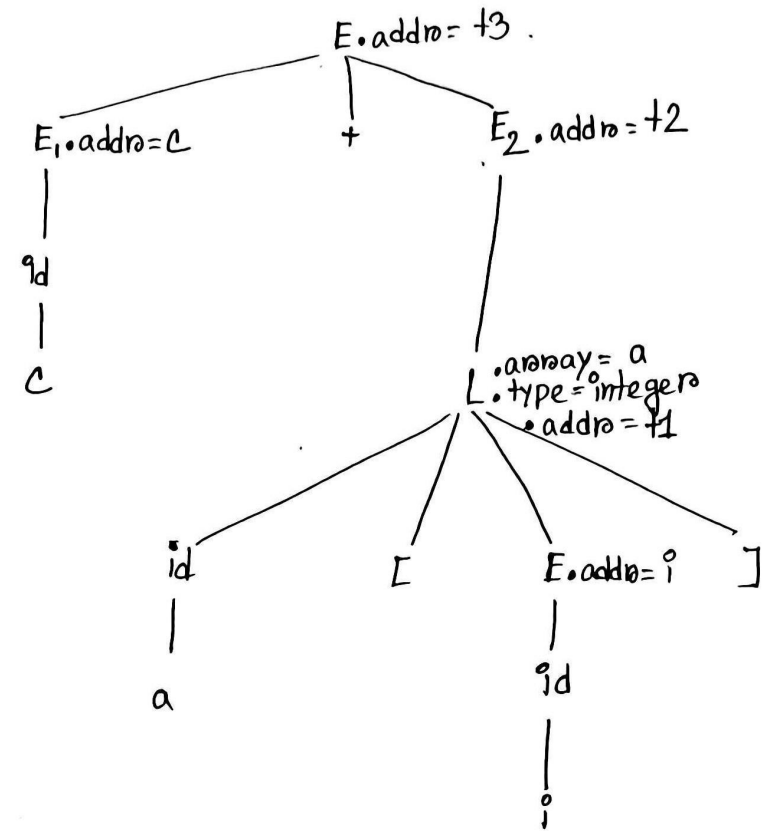 E.addr= t3.
E1.addr=c
+
E2.addr=t2
id
c
L.array= a
.type=integer
.addr=t1
id
[
E.addr= i
]
a
id
i